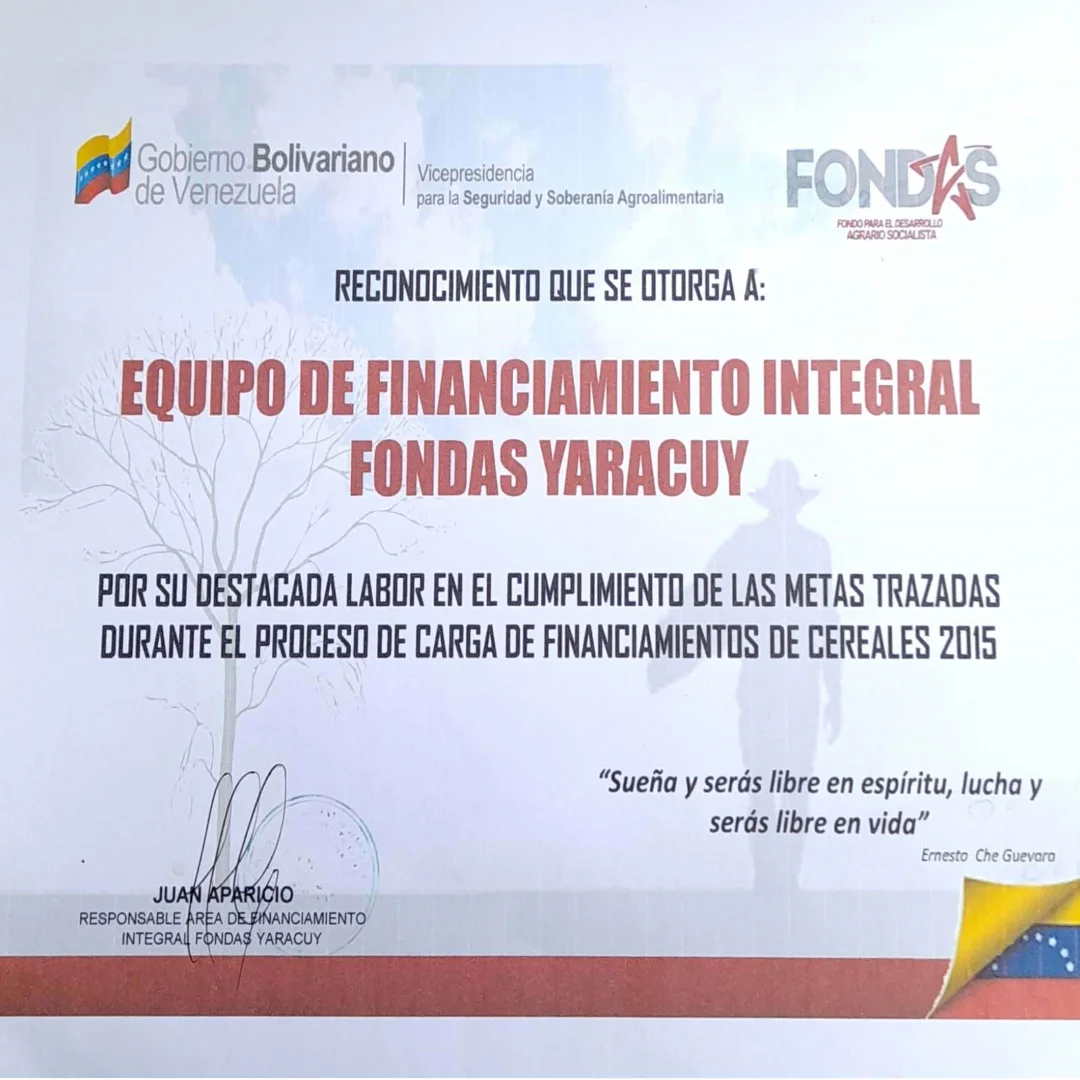 Gobierno Bolivariano
de Venezuela
Vicepresidencia
para la Seguridad y Soberanía Agroalimentaria
FONDAS
FONDO PARA EL DESARROLLO
AGRARIO SOCIALISTA
RECONOCIMIENTO QUE SE OTORGA A:
EQUIPO DE FINANCIAMIENTO INTEGRAL
FONDAS YARACUY
POR SU DESTACADA LABOR EN EL CUMPLIMIENTO DE LAS METAS TRAZADAS
DURANTE EL PROCESO DE CARGA DE FINANCIAMIENTOS DE CEREALES 2015
“Sueña y serás libre en espíritu, lucha y
serás libre en vida”
Ernesto Che Guevara
JUAN APARICIO
RESPONSABLE AREA DE FINANCIAMIENTO
INTEGRAL FONDAS YARACUY